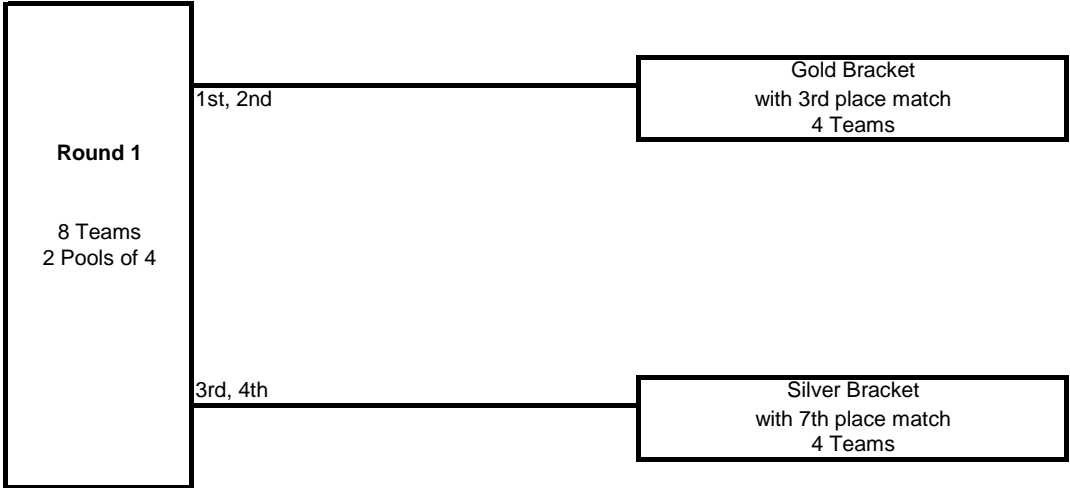 Round 1
8 Teams
2 Pools of 4
1st, 2nd
Gold Bracket
with 3rd place match
4 Teams
3rd, 4th
Silver Bracket
with 7th place match
4 Teams